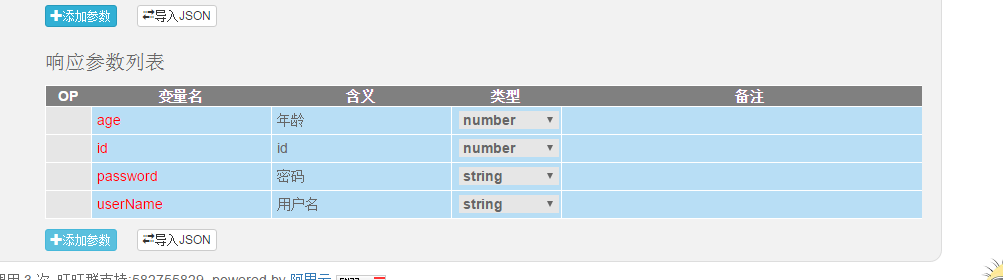 添加参数 导入JSON
响应参数列表
OP 变量名 含义 类型 备注
age 年龄 number
id id number
password 密码 string
userName 用户名 string
添加参数 导入JSON
用 3 次 旺旺群支持:582755829 powered by 阿里云